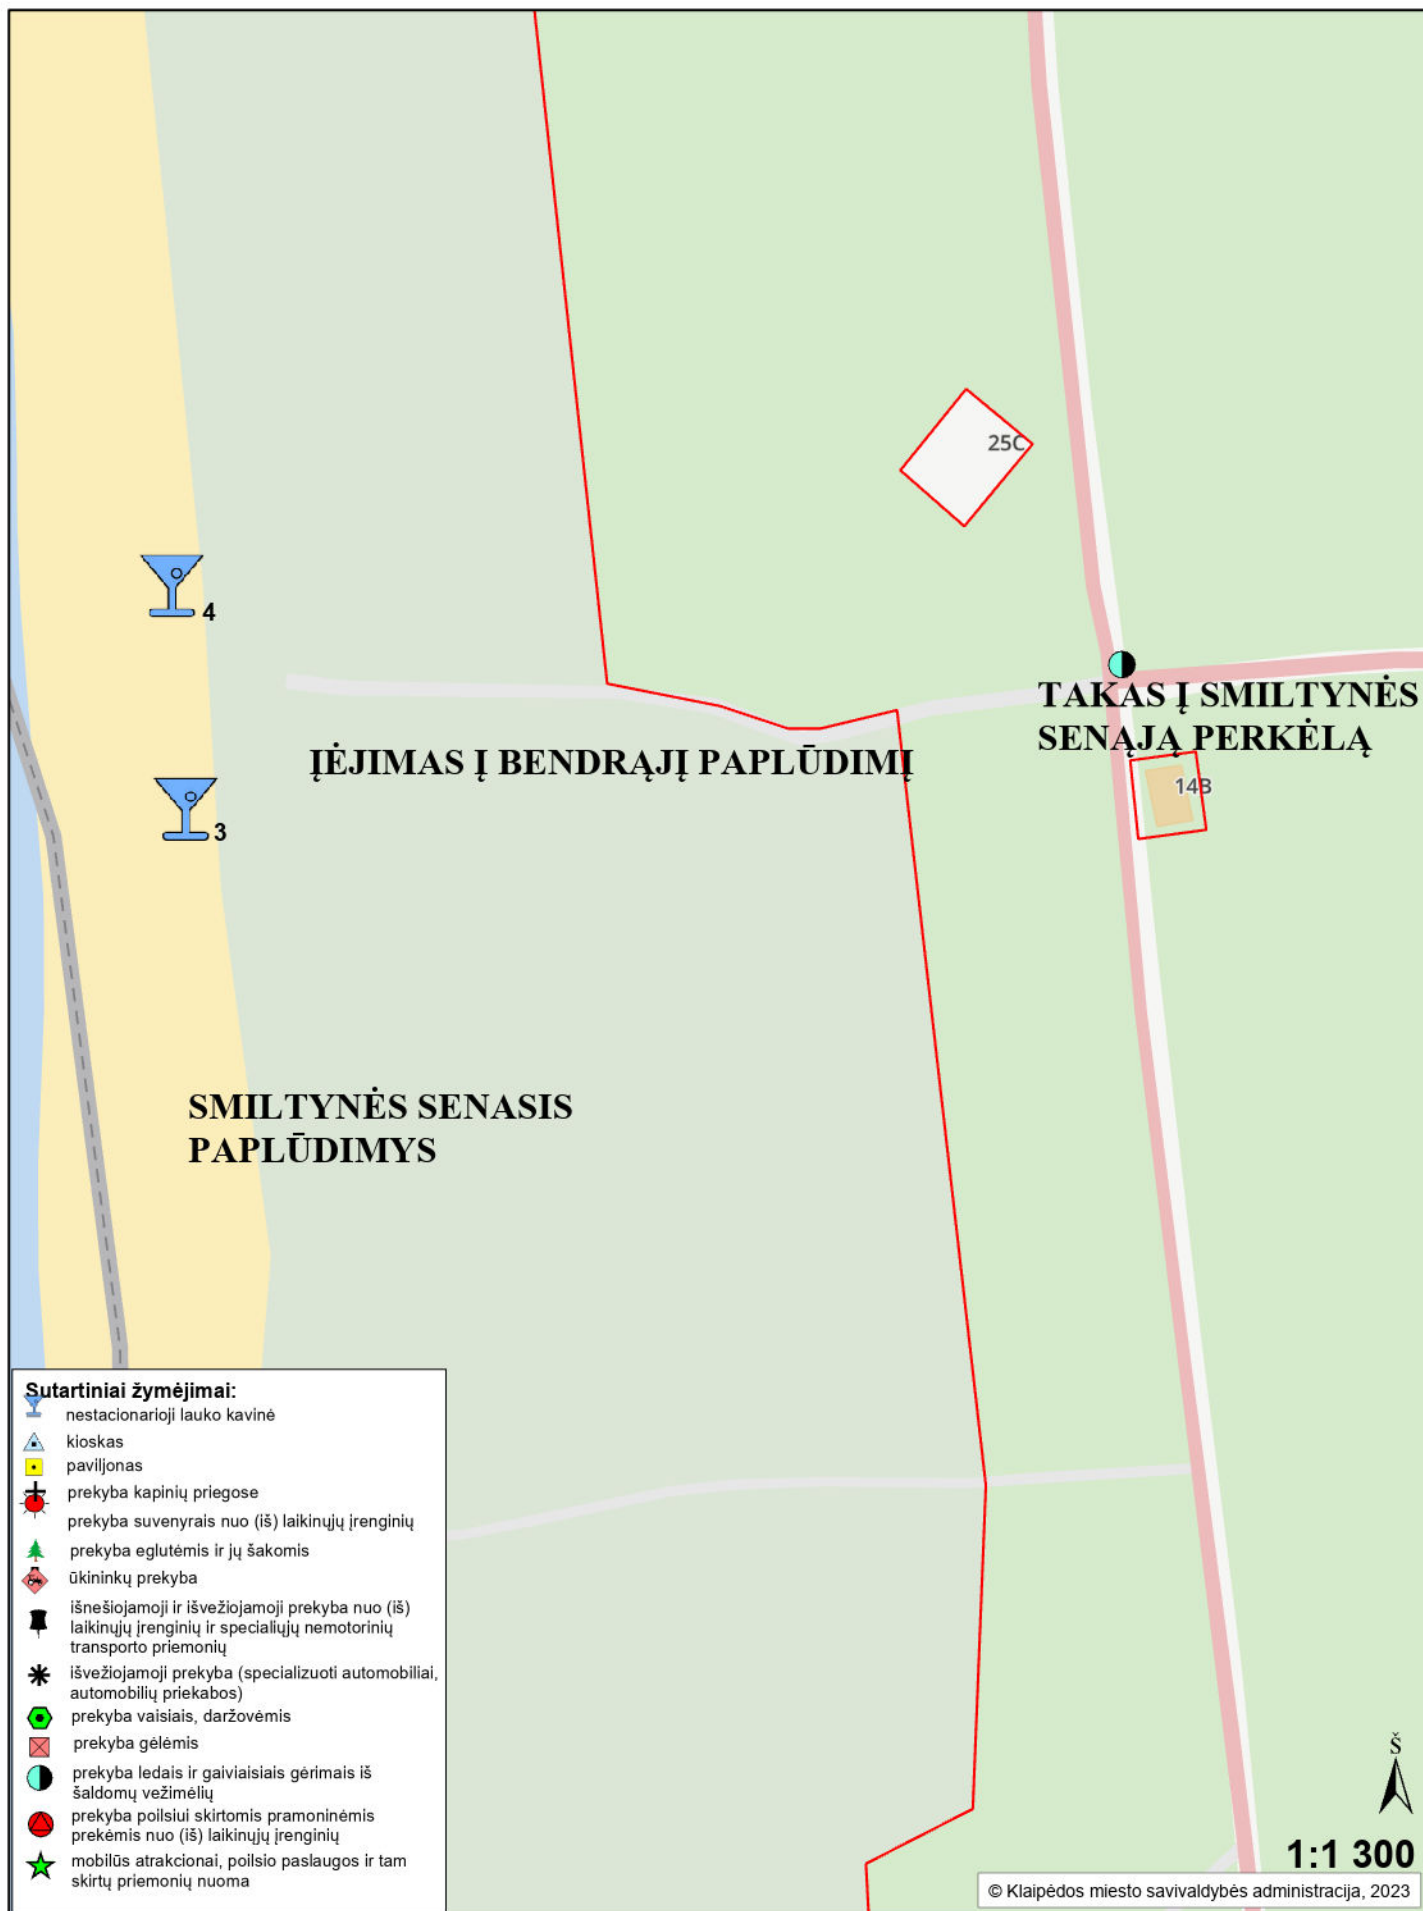 25C
4
TAKAS Į SMILTYNĖS
SENĄJĄ PERKĖLĄ
ĮĖJIMAS Į BENDRĄJĮ PAPLŪDIMĮ
14B
3
SMILTYNĖS SENASIS
PAPLŪDIMYS
Sutartiniai žymėjimai:
nestacionarioji lauko kavinė
kioskas
paviljonas
prekyba kapinių priegose
prekyba suvenyrais nuo (iš) laikinųjų įrenginių
prekyba eglutėmis ir jų šakomis
ūkininkų prekyba
išnešiojamoji ir išvežiojamoji prekyba nuo (iš)
laikinųjų įrenginių ir specialiųjų nemotorinių
transporto priemonių
išvežiojamoji prekyba (specializuoti automobiliai,
automobilių priekabos)
prekyba vaisiais, daržovėmis
prekyba gėlėmis
prekyba ledais ir gaiviaisiais gėrimais iš
šaldomų vežimėlių
prekyba poilsiui skirtomis pramoninėmis
prekėmis nuo (iš) laikinųjų įrenginių
mobilūs atrakcionai, poilsio paslaugos ir tam
skirtų priemonių nuoma
Š
1:1 300
© Klaipėdos miesto savivaldybės administracija, 2023